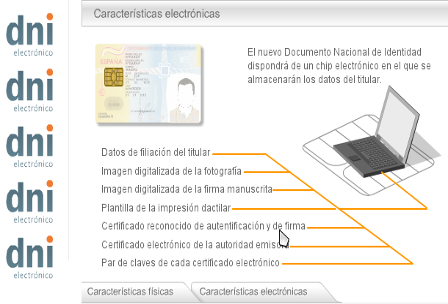 Características electrónicas
dni
electrónico
dni
electrónico
dni
electrónico
dni
electrónico
dni
electrónico
ESPAÑA
El nuevo Documento Nacional de Identidad
dispondrá de un chip electrónico en el que se
almacenarán los datos del titular.
Datos de filiación del titular
Imagen digitalizada de la fotografía
Imagen digitalizada de la firma manuscrita
Plantilla de la impresión dactilar
Certificado reconocido de autentificación y de firma
Certificado electrónico de la autoridad emisora
Par de claves de cada certificado electrónico
Características físicas
Características electrónicas